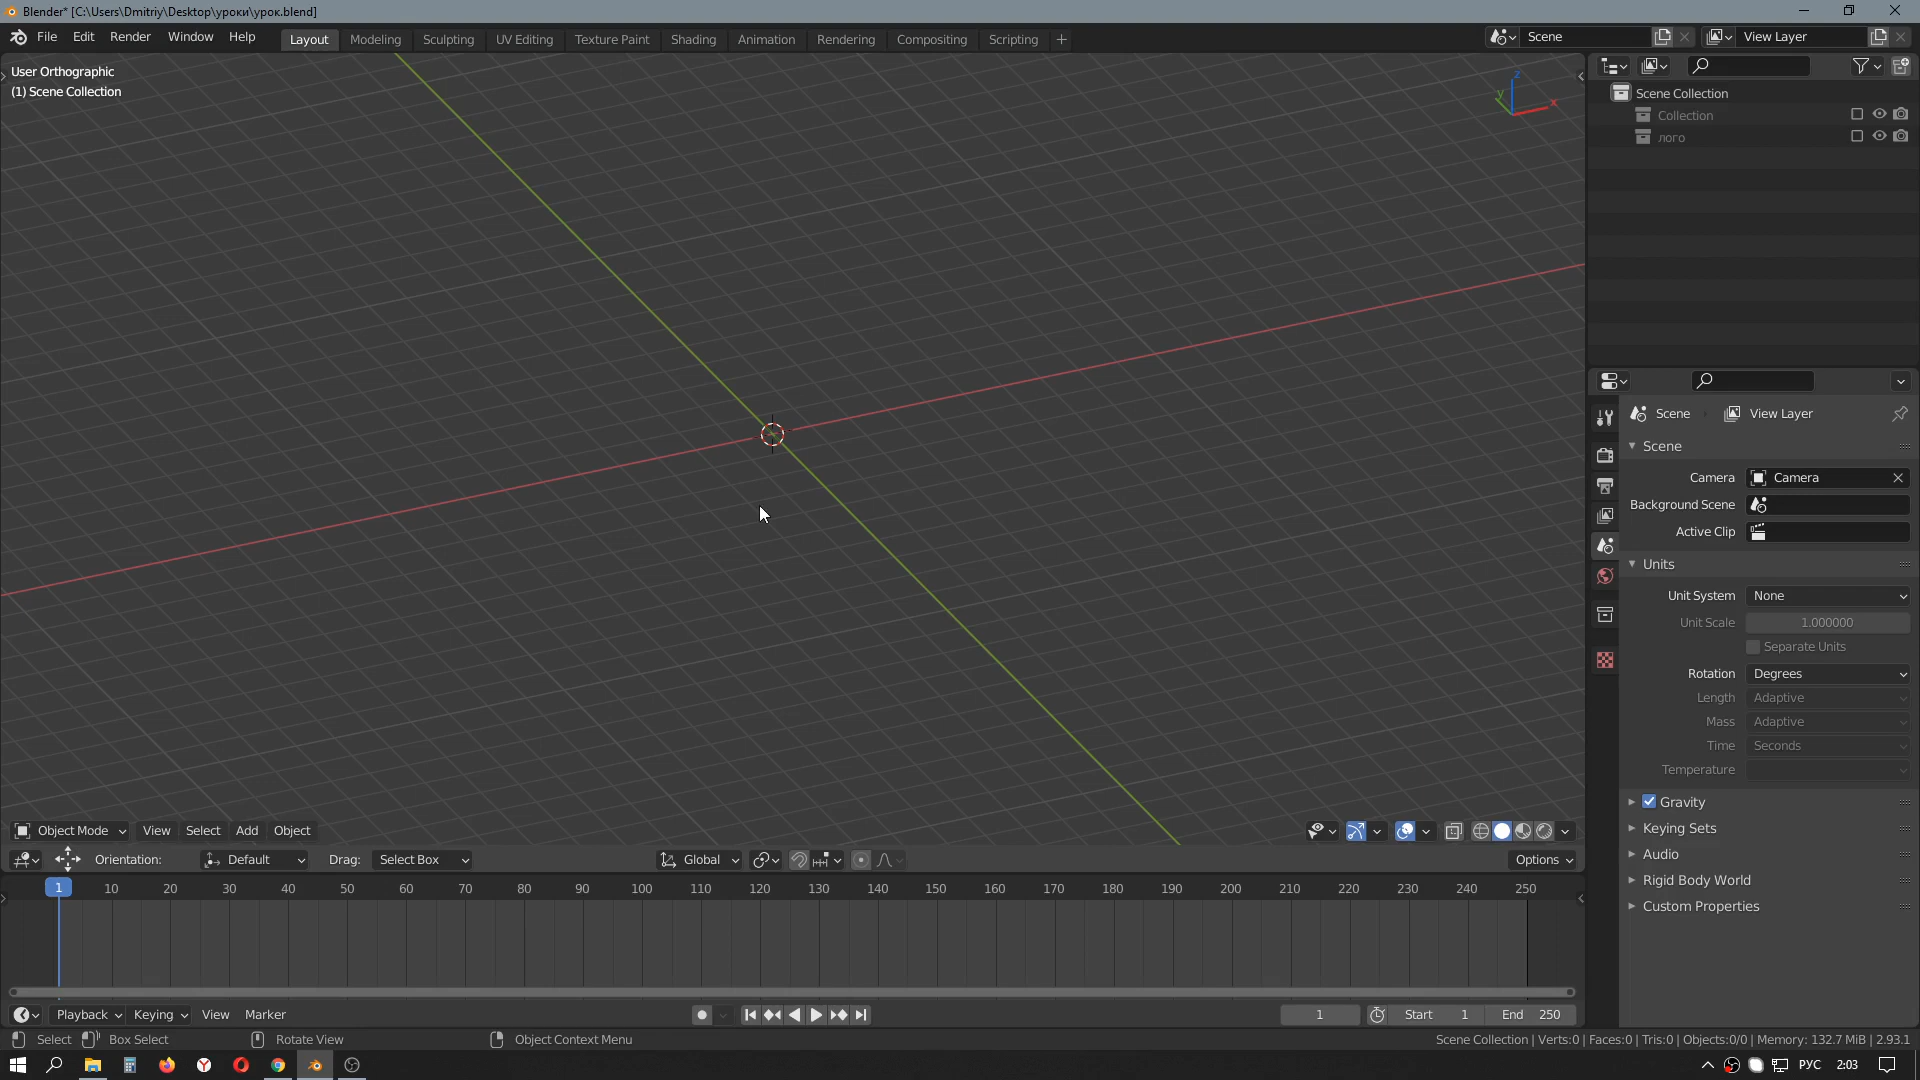 Blender* [C:\Users\Dmitriy\Desktop\уроки\урок.blend]
File Edit Render Window Help Layout Modeling Sculpting UV Editing Texture Paint Shading Animation Rendering Compositing Scripting + Scene View Layer
User Orthographic
(1) Scene Collection
z
y
x
Scene Collection
Collection
лого
Scene View Layer
Scene
Camera Camera
Background Scene
Active Clip
Units
Unit System None
Unit Scale 1.000000
Separate Units
Rotation Degrees
Length Adaptive
Mass Adaptive
Time Seconds
Temperature
Gravity
Keying Sets
Audio
Rigid Body World
Custom Properties
Object Mode View Select Add Object
Orientation: Default Drag: Select Box Global Options
1 10 20 30 40 50 60 70 80 90 100 110 120 130 140 150 160 170 180 190 200 210 220 230 240 250
Playback Keying View Marker 1 Start 1 End 250
Select Box Select Rotate View Object Context Menu Scene Collection | Verts:0 | Faces:0 | Tris:0 | Objects:0/0 | Memory: 132.7 MiB | 2.93.1
РУС 2:03